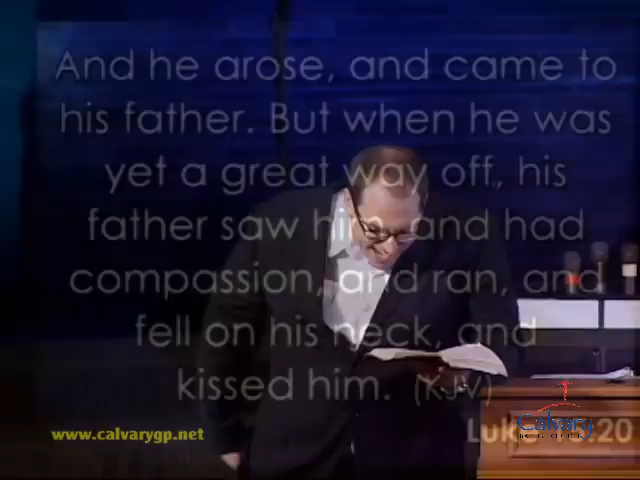 And he arose, and came to
his father. But when he was
yet a great way off, his
father saw him, and had
compassion, and ran, and
fell on his neck, and
kissed him. (KJV)
www.calvarygp.net
Calvary
Luke :20